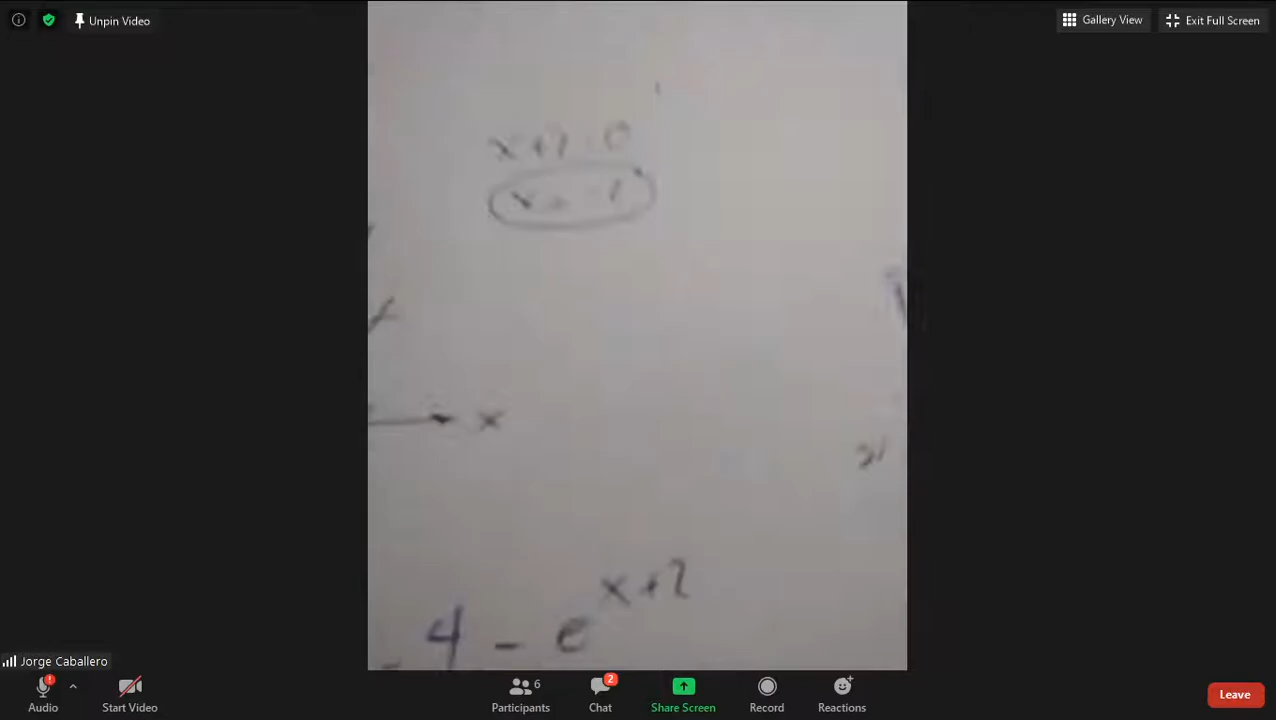 Unpin Video
Gallery View
Exit Full Screen
x+2 = 0
x → x
- 4 - e^x+2
Jorge Caballero
Audio
Start Video
Participants 6
Chat 2
Share Screen
Record
Reactions
Leave